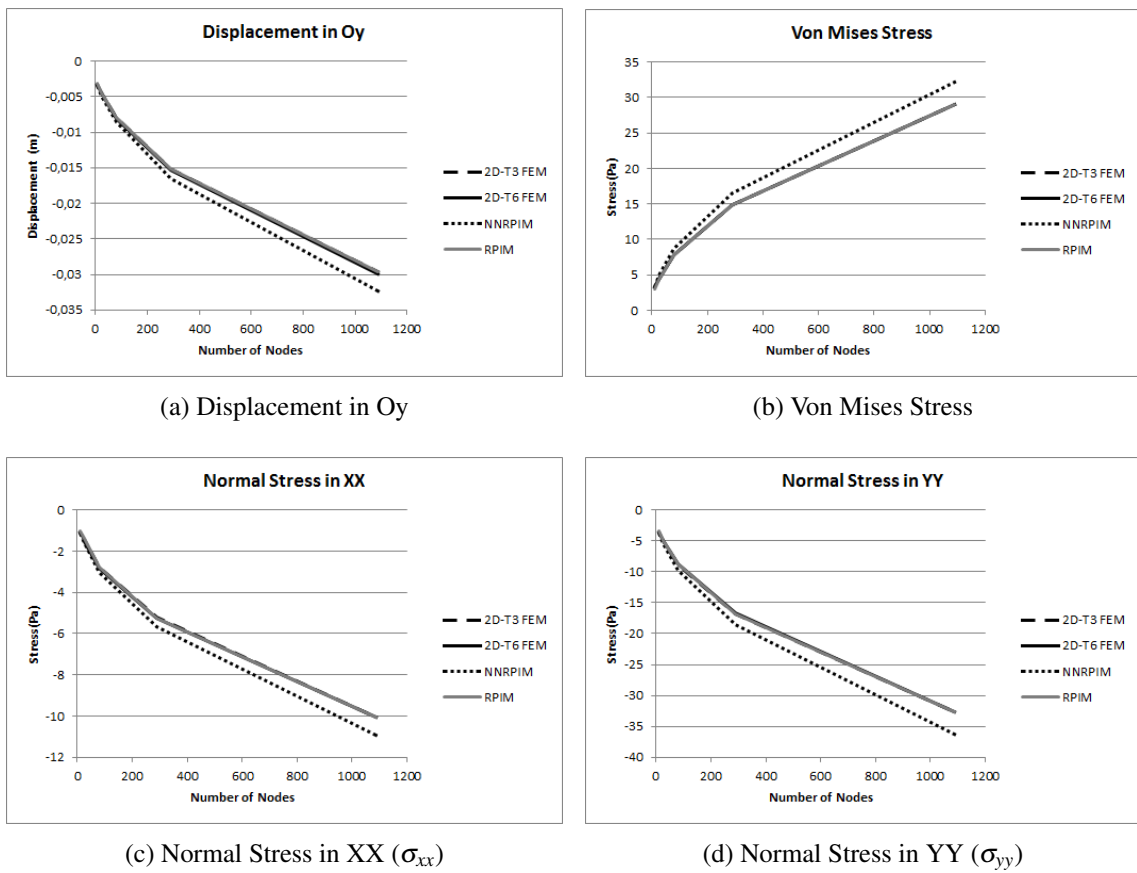 Displacement in Oy
0
-0,005
-0,01
-0,015
-0,02
-0,025
-0,03
-0,035
Displacement (m)
0 200 400 600 800 1000 1200
Number of Nodes
2D-T3 FEM
2D-T6 FEM
NNRPIM
RPIM
(a) Displacement in Oy
Von Mises Stress
35
30
25
20
15
10
5
0
Stress(Pa)
0 200 400 600 800 1000 1200
Number of Nodes
2D-T3 FEM
2D-T6 FEM
NNRPIM
RPIM
(b) Von Mises Stress
Normal Stress in XX
0
-2
-4
-6
-8
-10
-12
Stress(Pa)
0 200 400 600 800 1000 1200
Number of Nodes
2D-T3 FEM
2D-T6 FEM
NNRPIM
RPIM
(c) Normal Stress in XX (σxx)
Normal Stress in YY
0
-5
-10
-15
-20
-25
-30
-35
-40
Stress(Pa)
0 200 400 600 800 1000 1200
Number of Nodes
2D-T3 FEM
2D-T6 FEM
NNRPIM
RPIM
(d) Normal Stress in YY (σyy)